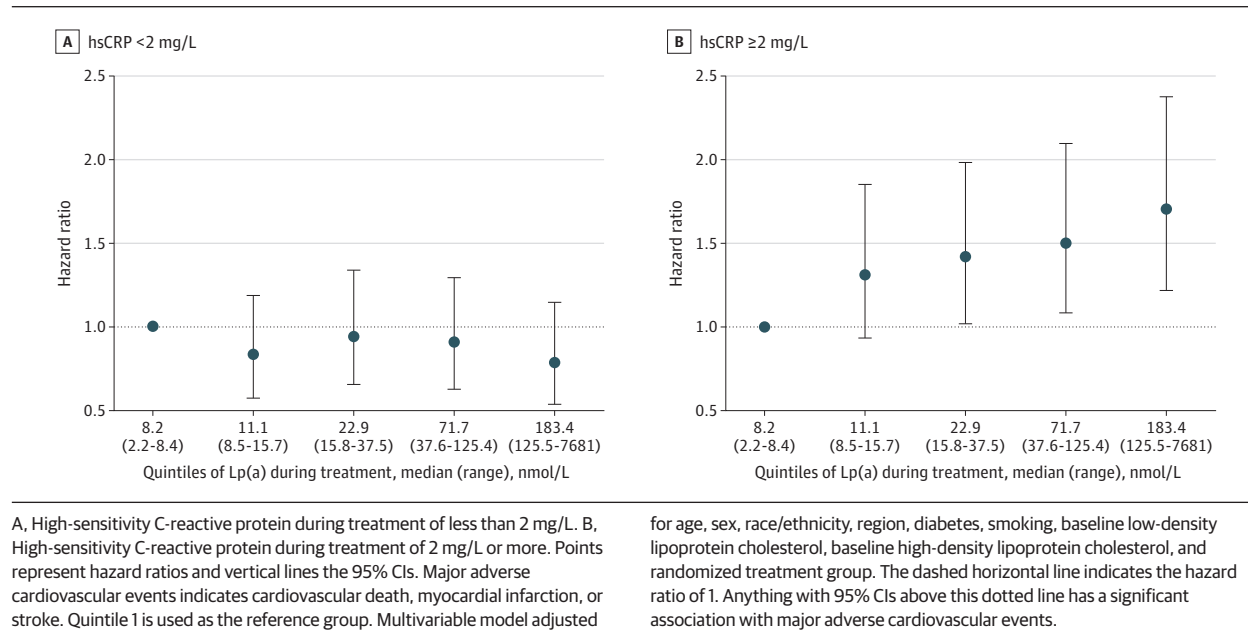 A hsCRP <2 mg/L
2.5
2.0
1.5
1.0
0.5
Hazard ratio
8.2
(2.2-8.4)
11.1
(8.5-15.7)
22.9
(15.8-37.5)
71.7
(37.6-125.4)
183.4
(125.5-7681)
Quintiles of Lp(a) during treatment, median (range), nmol/L
B hsCRP ≥2 mg/L
2.5
2.0
1.5
1.0
0.5
Hazard ratio
8.2
(2.2-8.4)
11.1
(8.5-15.7)
22.9
(15.8-37.5)
71.7
(37.6-125.4)
183.4
(125.5-7681)
Quintiles of Lp(a) during treatment, median (range), nmol/L
A, High-sensitivity C-reactive protein during treatment of less than 2 mg/L. B,
High-sensitivity C-reactive protein during treatment of 2 mg/L or more. Points
represent hazard ratios and vertical lines the 95% CIs. Major adverse
cardiovascular events indicates cardiovascular death, myocardial infarction, or
stroke. Quintile 1 is used as the reference group. Multivariable model adjusted
for age, sex, race/ethnicity, region, diabetes, smoking, baseline low-density
lipoprotein cholesterol, baseline high-density lipoprotein cholesterol, and
randomized treatment group. The dashed horizontal line indicates the hazard
ratio of 1. Anything with 95% CIs above this dotted line has a significant
association with major adverse cardiovascular events.